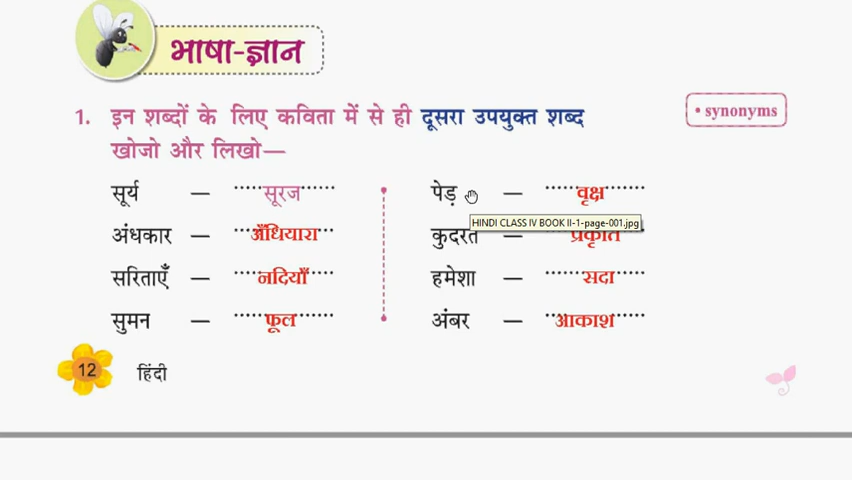 भाषा-ज्ञान
1. इन शब्दों के लिए कविता में से ही दूसरा उपयुक्त शब्द • synonyms
खोजो और लिखो—
सूर्य — सूरज पेड़ — वृक्ष
HINDI CLASS IV BOOK II-1-page-001.jpg
अंधकार — अँधियारा कुदरत — प्रकृति
सरिताएँ — नदियाँ हमेशा — सदा
सुमन — फूल अंबर — आकाश
12 हिंदी